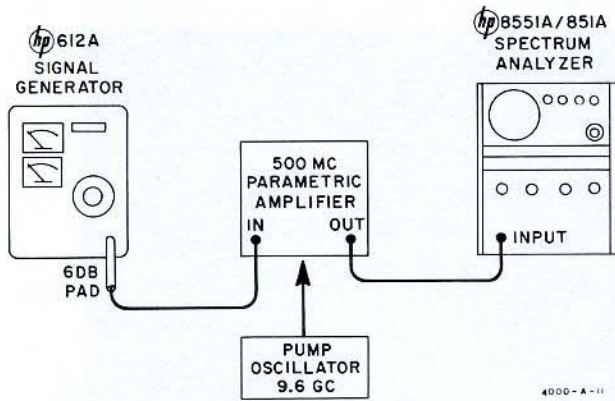 hp 612A
SIGNAL
GENERATOR
hp 8551A/851A
SPECTRUM
ANALYZER
500 MC
PARAMETRIC
AMPLIFIER
IN OUT
INPUT
6DB
PAD
PUMP
OSCILLATOR
9.6 GC
4000-A-11